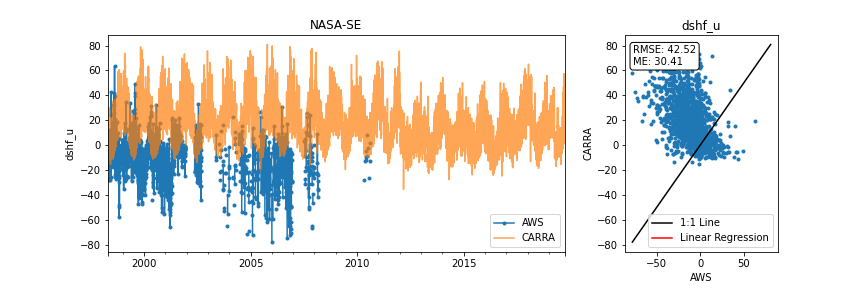 NASA-SE
dshf_u
80
60
40
20
0
−20
−40
−60
−80
2000
2005
2010
2015
AWS
CARRA
dshf_u
RMSE: 42.52
ME: 30.41
CARRA
80
60
40
20
0
−20
−40
−60
−80
−50
0
50
AWS
1:1 Line
Linear Regression